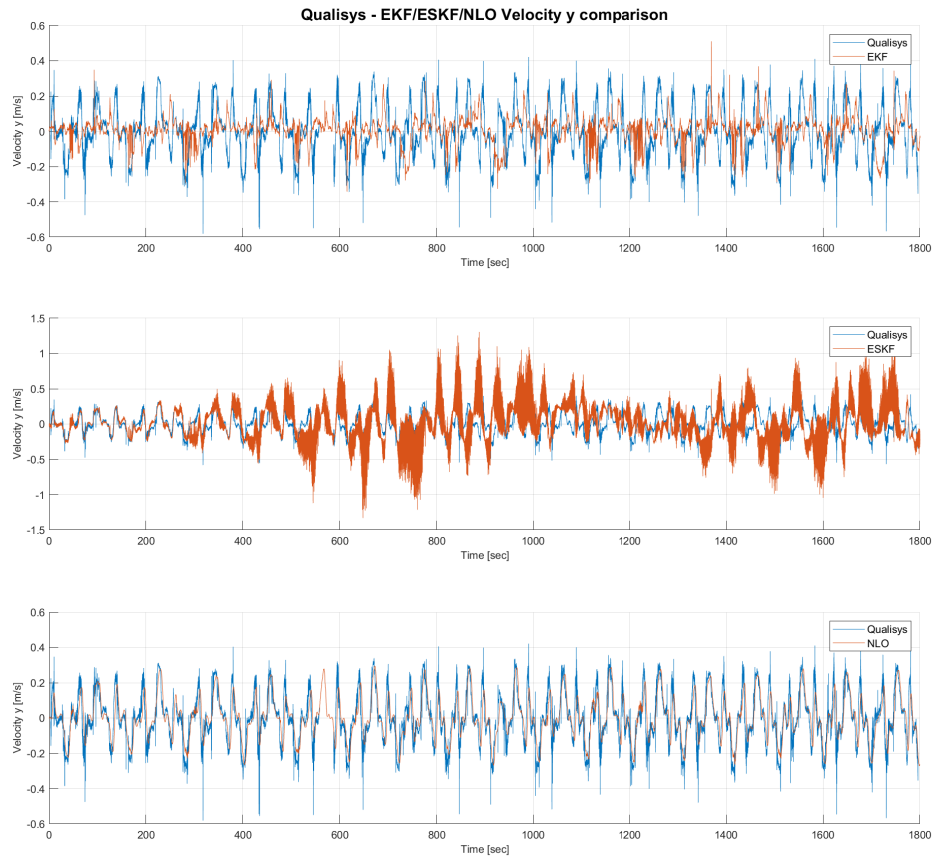 Qualisys - EKF/ESKF/NLO Velocity y comparison
0.6
0.4
0.2
0
-0.2
-0.4
-0.6
Velocity y [m/s]
Qualisys
EKF
0 200 400 600 800 1000 1200 1400 1600 1800
Time [sec]
1.5
1
0.5
0
-0.5
-1
-1.5
Velocity y [m/s]
Qualisys
ESKF
0 200 400 600 800 1000 1200 1400 1600 1800
Time [sec]
0.6
0.4
0.2
0
-0.2
-0.4
-0.6
Velocity y [m/s]
Qualisys
NLO
0 200 400 600 800 1000 1200 1400 1600 1800
Time [sec]